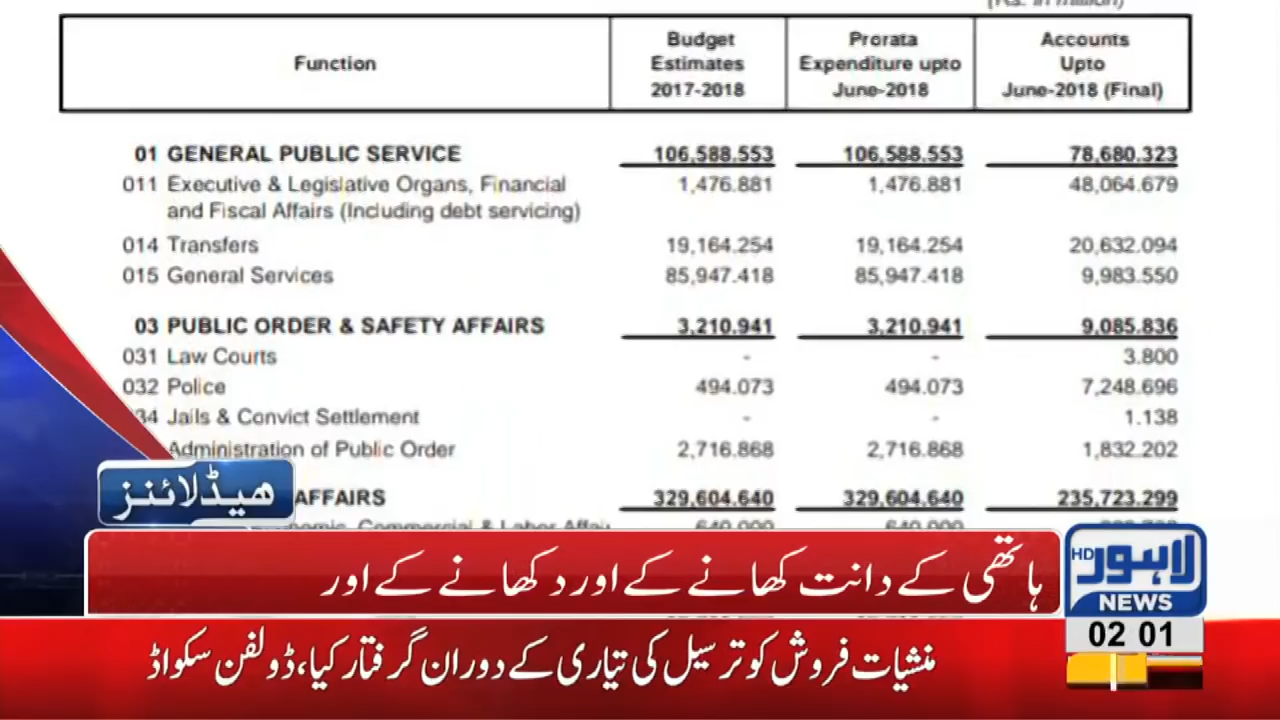 Function
Budget Estimates 2017-2018
Prorata Expenditure upto June-2018
Accounts Upto June-2018 (Final)
01 GENERAL PUBLIC SERVICE 106,588.553 106,588.553 78,680.323
011 Executive & Legislative Organs, Financial 1,476.881 1,476.881 48,064.679
and Fiscal Affairs (Including debt servicing)
014 Transfers 19,164.254 19,164.254 20,632.094
015 General Services 85,947.418 85,947.418 9,983.550
03 PUBLIC ORDER & SAFETY AFFAIRS 3,210.941 3,210.941 9,085.836
031 Law Courts - - 3.800
032 Police 494.073 494.073 7,248.696
34 Jails & Convict Settlement - - 1.138
Administration of Public Order 2,716.868 2,716.868 1,832.202
AFFAIRS 329,604.640 329,604.640 235,723.299
ہیڈلائنز
ہاتھی کے دانت کھانے کے اور دکھانے کے اور
HD لاہور
NEWS
02 01
منشیات فروش کو ترسیل کی تیاری کے دوران گرفتار کیا، ڈولفن سکواڈ